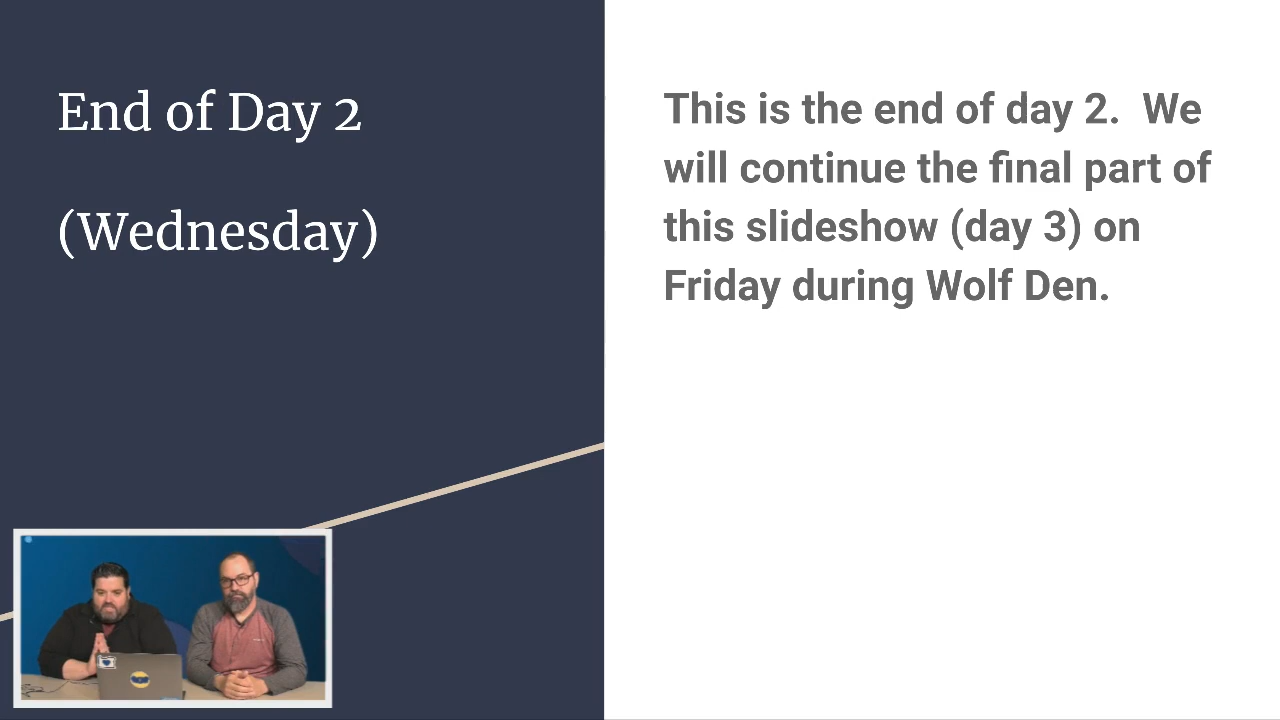 End of Day 2
(Wednesday)
This is the end of day 2.  We
will continue the final part of
this slideshow (day 3) on
Friday during Wolf Den.